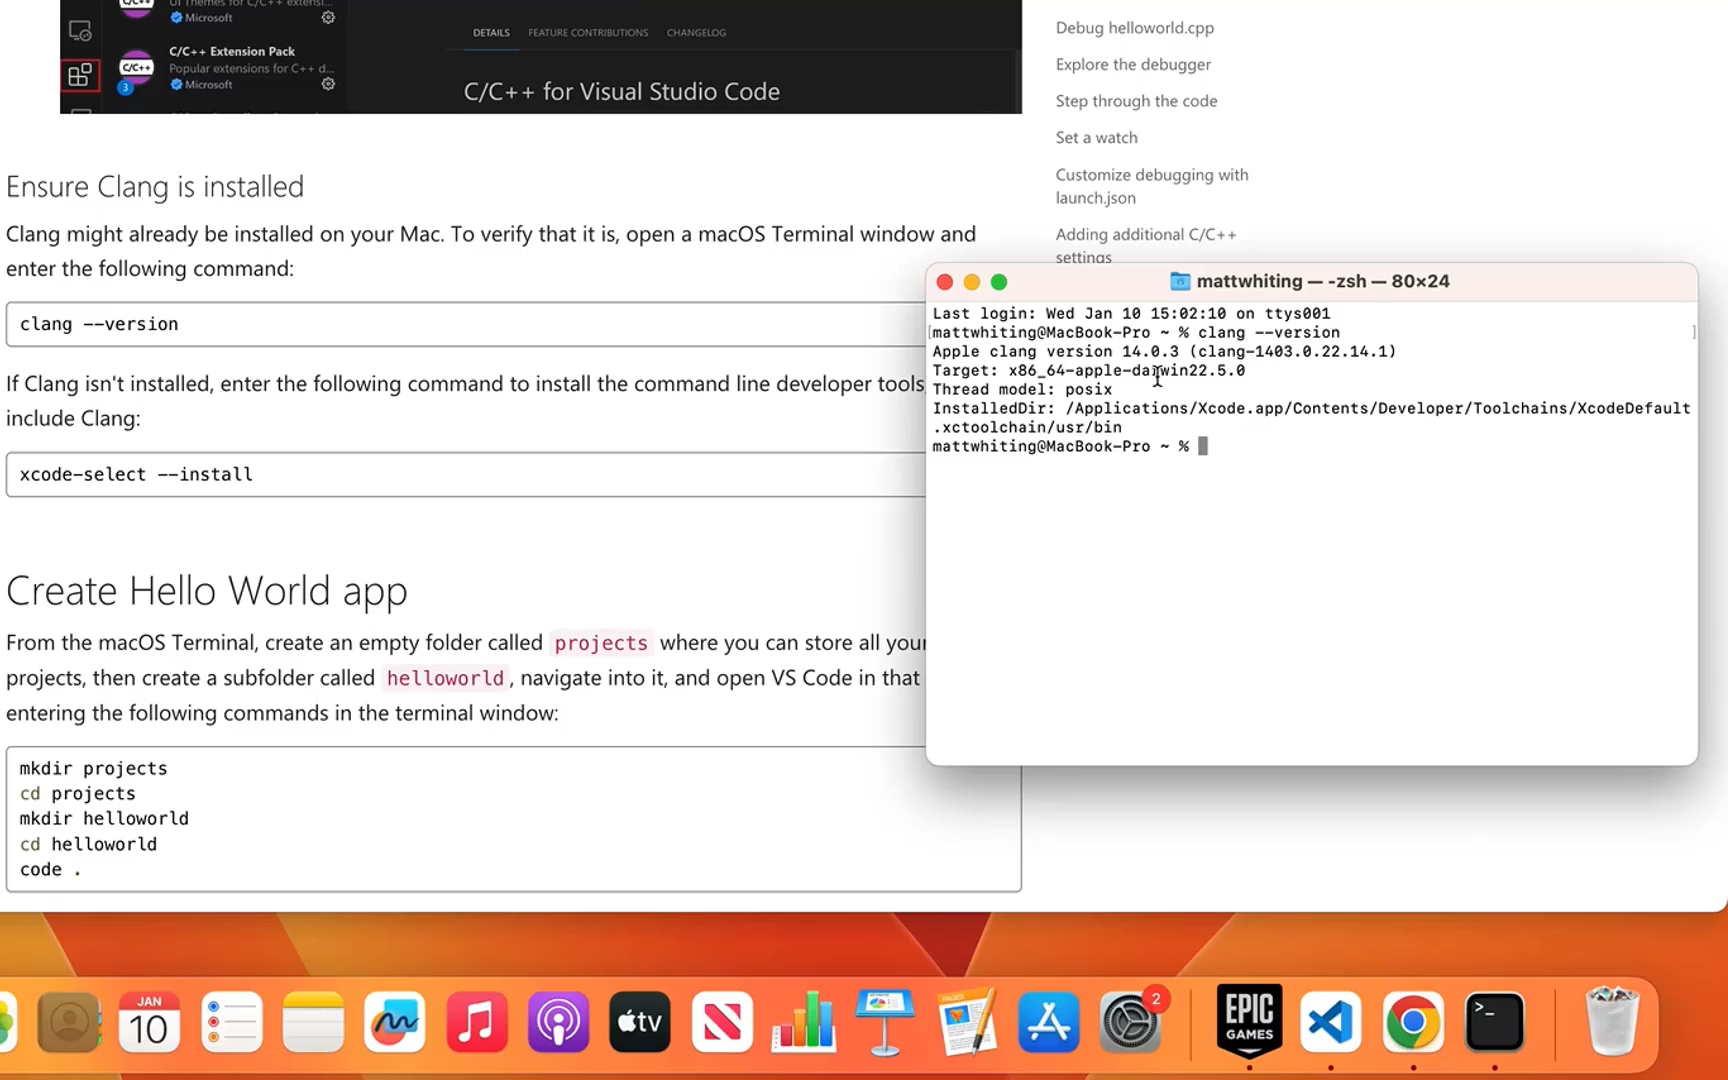 C/C++
UI Themes for C/C++ extensi...
Microsoft
C/C++ Extension Pack
C/C++
Popular extensions for C++ d...
3
Microsoft
DETAILS
FEATURE CONTRIBUTIONS
CHANGELOG
C/C++ for Visual Studio Code
Ensure Clang is installed
Clang might already be installed on your Mac. To verify that it is, open a macOS Terminal window and
enter the following command:
clang --version
If Clang isn't installed, enter the following command to install the command line developer tools,
include Clang:
xcode-select --install
Create Hello World app
From the macOS Terminal, create an empty folder called projects where you can store all your
projects, then create a subfolder called helloworld, navigate into it, and open VS Code in that
entering the following commands in the terminal window:
mkdir projects
cd projects
mkdir helloworld
cd helloworld
code .
Debug helloworld.cpp
Explore the debugger
Step through the code
Set a watch
Customize debugging with
launch.json
Adding additional C/C++
settings
mattwhiting — -zsh — 80×24
Last login: Wed Jan 10 15:02:10 on ttys001
[mattwhiting@MacBook-Pro ~ % clang --version ]
Apple clang version 14.0.3 (clang-1403.0.22.14.1)
Target: x86_64-apple-darwin22.5.0
Thread model: posix
InstalledDir: /Applications/Xcode.app/Contents/Developer/Toolchains/XcodeDefault
.xctoolchain/usr/bin
mattwhiting@MacBook-Pro ~ %
JAN
10
tv
PAGES
2
EPIC
GAMES
>_